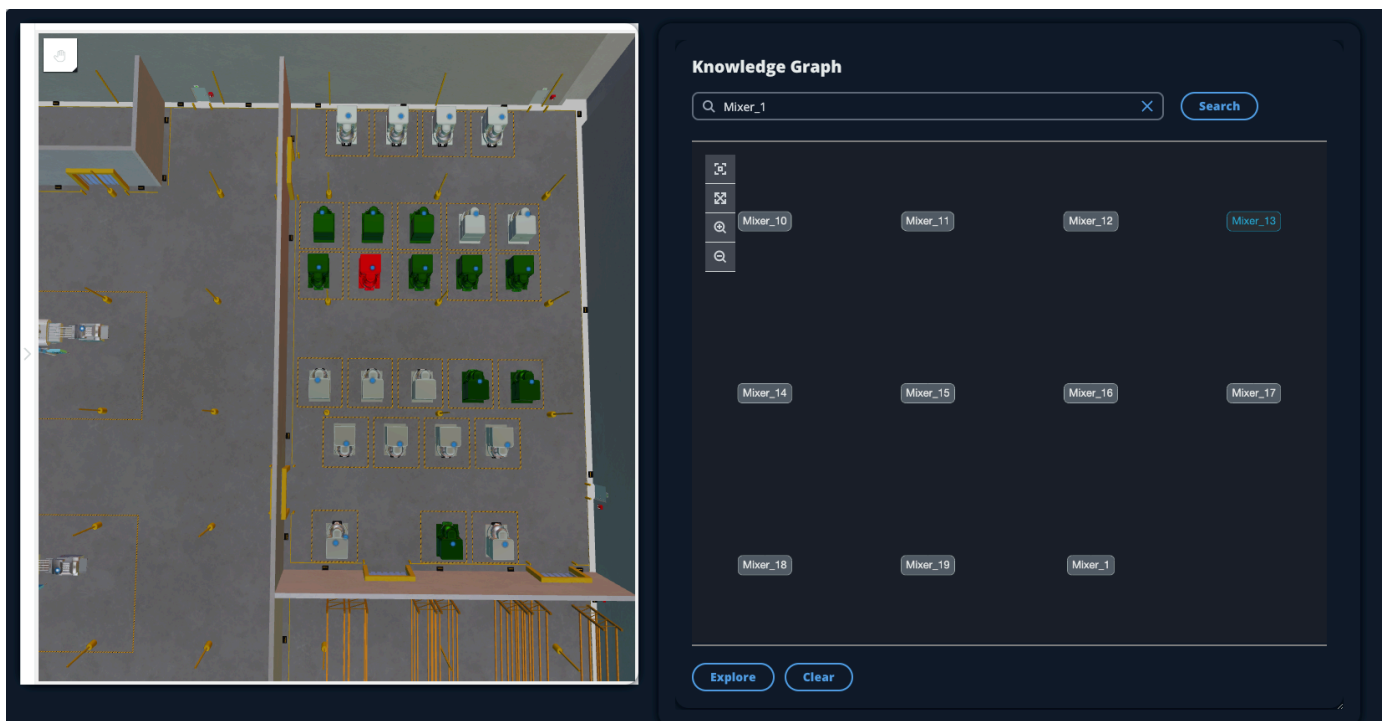 Knowledge Graph
Mixer_1
Search
Mixer_10
Mixer_11
Mixer_12
Mixer_13
Mixer_14
Mixer_15
Mixer_16
Mixer_17
Mixer_18
Mixer_19
Mixer_1
Explore
Clear